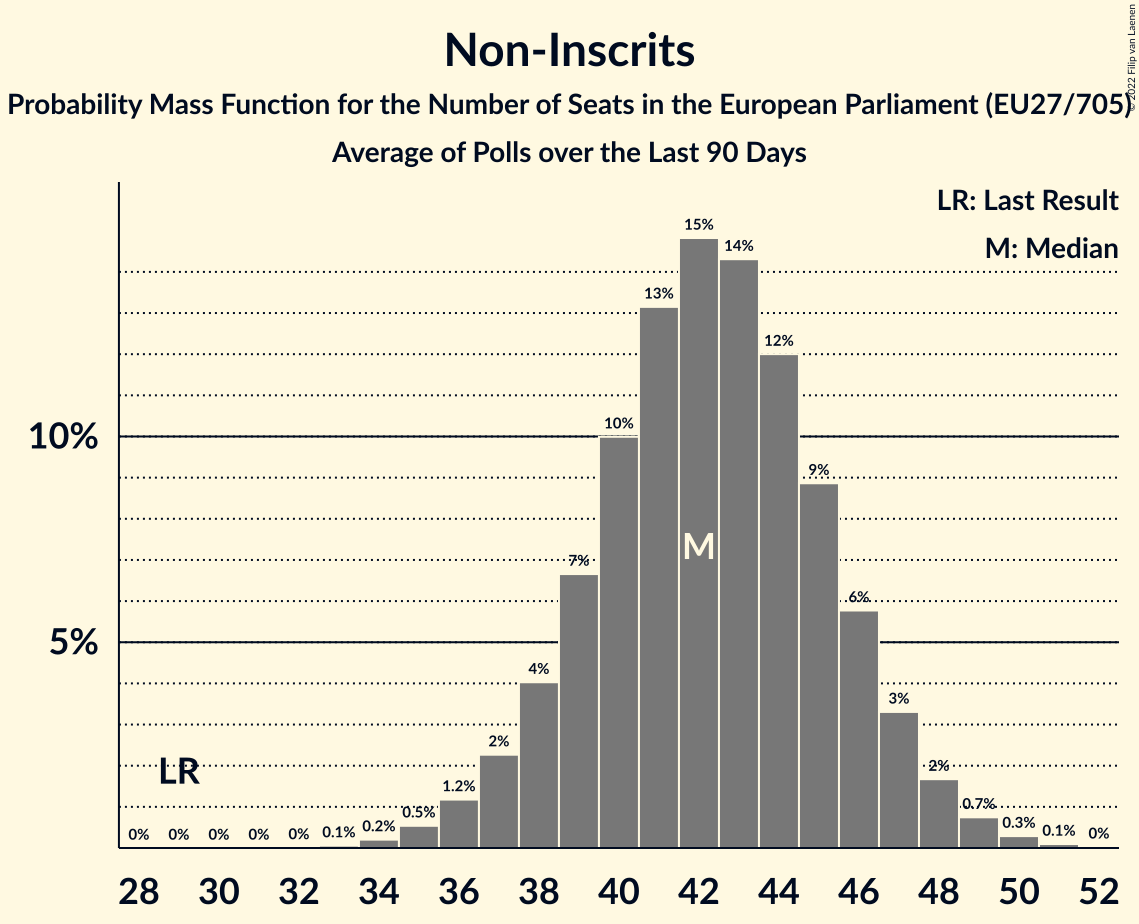 Non-Inscrits
Probability Mass Function for the Number of Seats in the European Parliament (EU27/705)
Average of Polls over the Last 90 Days
© 2022 Filip van Laenen
LR: Last Result
M: Median
15%
14%
13%
12%
10%
10%
9%
7%
M
6%
5%
4%
3%
2%
LR
2%
1.2%
0.7%
0.5%
0.3%
0.2%
0.1%
0.1%
0% 0% 0% 0% 0% 0%
28 30 32 34 36 38 40 42 44 46 48 50 52